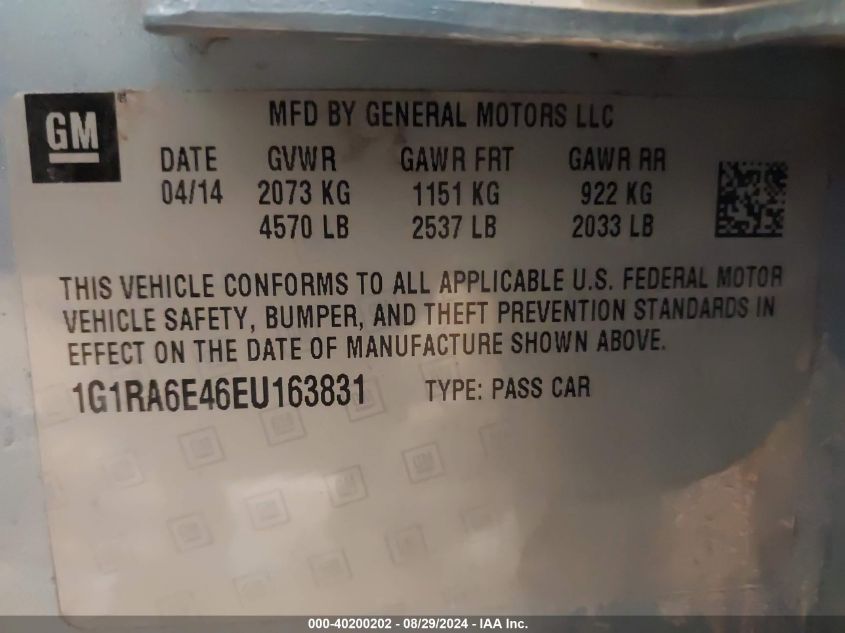 GM
MFD BY GENERAL MOTORS LLC
DATE GVWR GAWR FRT GAWR RR
04/14 2073 KG 1151 KG 922 KG
4570 LB 2537 LB 2033 LB
THIS VEHICLE CONFORMS TO ALL APPLICABLE U.S. FEDERAL MOTOR
VEHICLE SAFETY, BUMPER, AND THEFT PREVENTION STANDARDS IN
EFFECT ON THE DATE OF MANUFACTURE SHOWN ABOVE.
1G1RA6E46EU163831 TYPE: PASS CAR
000-40200202 - 08/29/2024 - IAA Inc.